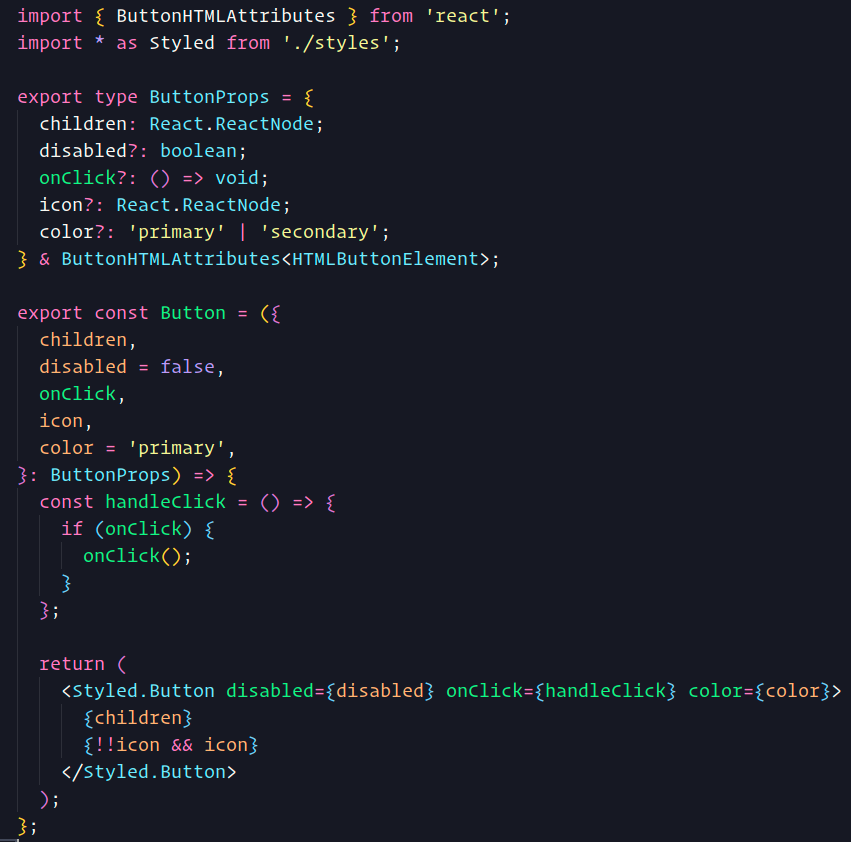 import { ButtonHTMLAttributes } from 'react';
import * as Styled from './styles';

export type ButtonProps = {
  children: React.ReactNode;
  disabled?: boolean;
  onClick?: () => void;
  icon?: React.ReactNode;
  color?: 'primary' | 'secondary';
} & ButtonHTMLAttributes<HTMLButtonElement>;

export const Button = ({
  children,
  disabled = false,
  onClick,
  icon,
  color = 'primary',
}: ButtonProps) => {
  const handleClick = () => {
    if (onClick) {
      onClick();
    }
  };

  return (
    <Styled.Button disabled={disabled} onClick={handleClick} color={color}>
      {children}
      {!!icon && icon}
    </Styled.Button>
  );
};